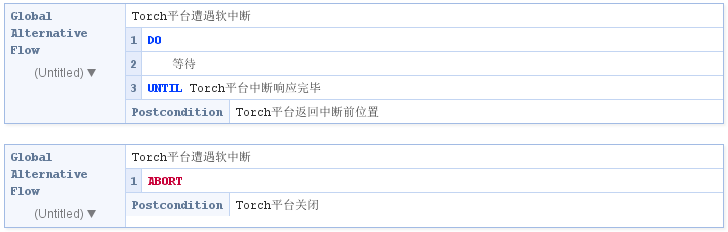 Global
Alternative
Flow
(Untitled) ▼
Torch平台遭遇软中断
1 DO
2 等待
3 UNTIL Torch平台中断响应完毕
Postcondition Torch平台返回中断前位置
Global
Alternative
Flow
(Untitled) ▼
Torch平台遭遇软中断
1 ABORT
Postcondition Torch平台关闭